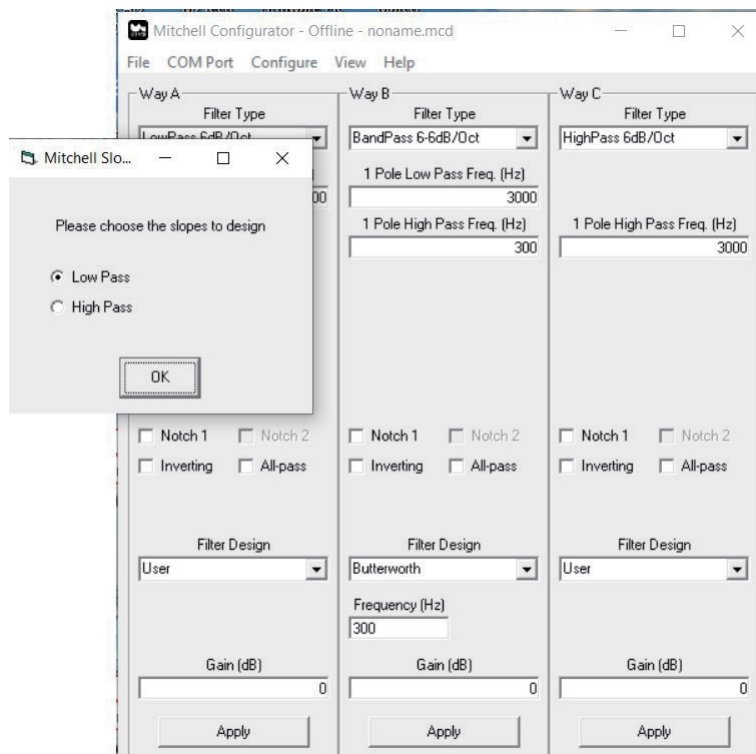 Mitchell Configurator - Offline - noname.mcd
File COM Port Configure View Help
Way A
Filter Type
LowPass 6dB/Oct
Mitchell Slo...
Please choose the slopes to design
Low Pass
High Pass
OK
Notch 1 Notch 2
Inverting All-pass
Filter Design
User
Gain (dB)
0
Apply
Way B
Filter Type
BandPass 6-6dB/Oct
1 Pole Low Pass Freq. (Hz)
3000
1 Pole High Pass Freq. (Hz)
300
Notch 1 Notch 2
Inverting All-pass
Filter Design
Butterworth
Frequency (Hz)
300
Gain (dB)
0
Apply
Way C
Filter Type
HighPass 6dB/Oct
1 Pole High Pass Freq. (Hz)
3000
Notch 1 Notch 2
Inverting All-pass
Filter Design
User
Gain (dB)
0
Apply